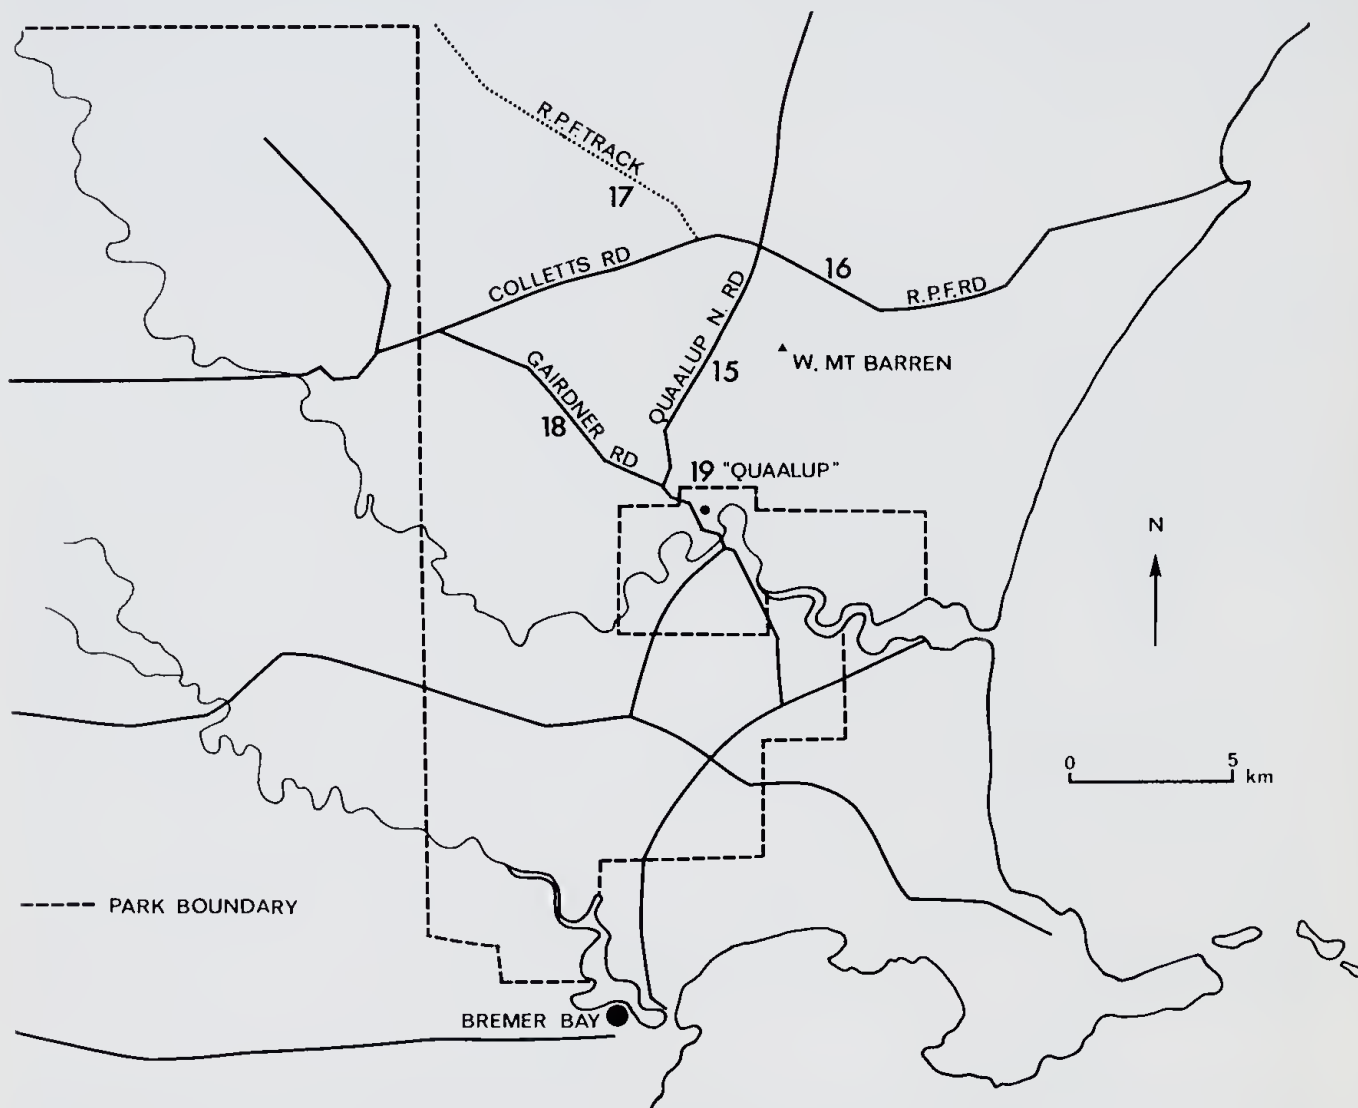 R.P.F. TRACK
17
COLLETTS RD
16
R.P.F. RD
QUAALUP N. RD
15
W. MT BARREN
GAIRDNER RD
18
19 "QUAALUP"
N
0 5 km
PARK BOUNDARY
BREMER BAY